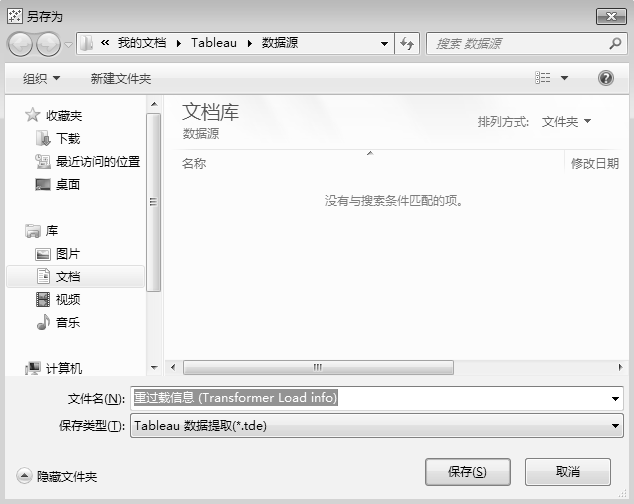 另存为
« 我的文档 ▸ Tableau ▸ 数据源
搜索 数据源
组织 ▼ 新建文件夹
收藏夹
下载
最近访问的位置
桌面
库
图片
文档
视频
音乐
计算机
文档库
数据源
排列方式: 文件夹 ▼
名称 修改日期
没有与搜索条件匹配的项。
文件名(N): 重过载信息 (Transformer Load info)
保存类型(T): Tableau 数据提取(*.tde)
隐藏文件夹
保存(S) 取消